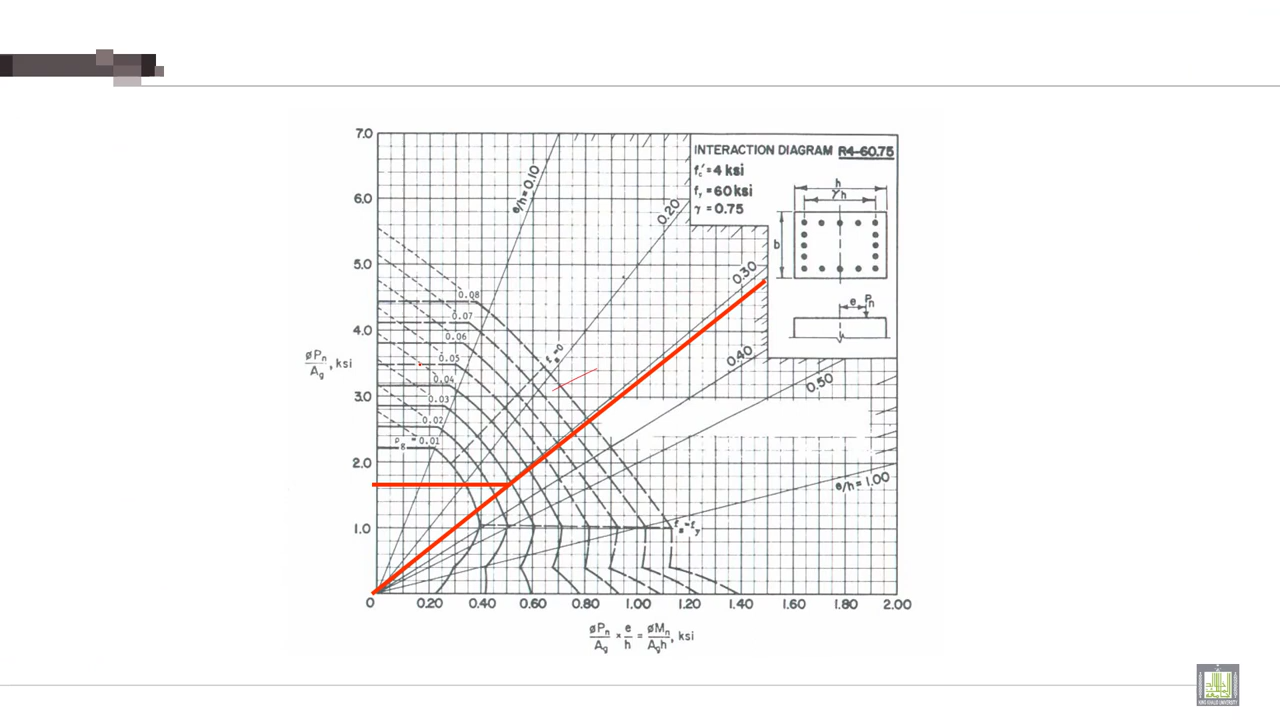 7.0
6.0
5.0
4.0
3.0
2.0
1.0
0
0.20
0.40
0.60
0.80
1.00
1.20
1.40
1.60
1.80
2.00
øPn
Ag , ksi
øPn/Ag × e/h = øMn/Agh, ksi
INTERACTION DIAGRAM R4-60.75
fc′ = 4 ksi
fy = 60 ksi
γ = 0.75
h
γh
b
e Pn
e/h=0.10
0.20
0.30
0.40
0.50
e/h = 1.00
0.08
0.07
0.06
0.05
0.04
0.03
0.02
ρg = 0.01
fs=0
fs=fy
KING KHALID UNIVERSITY